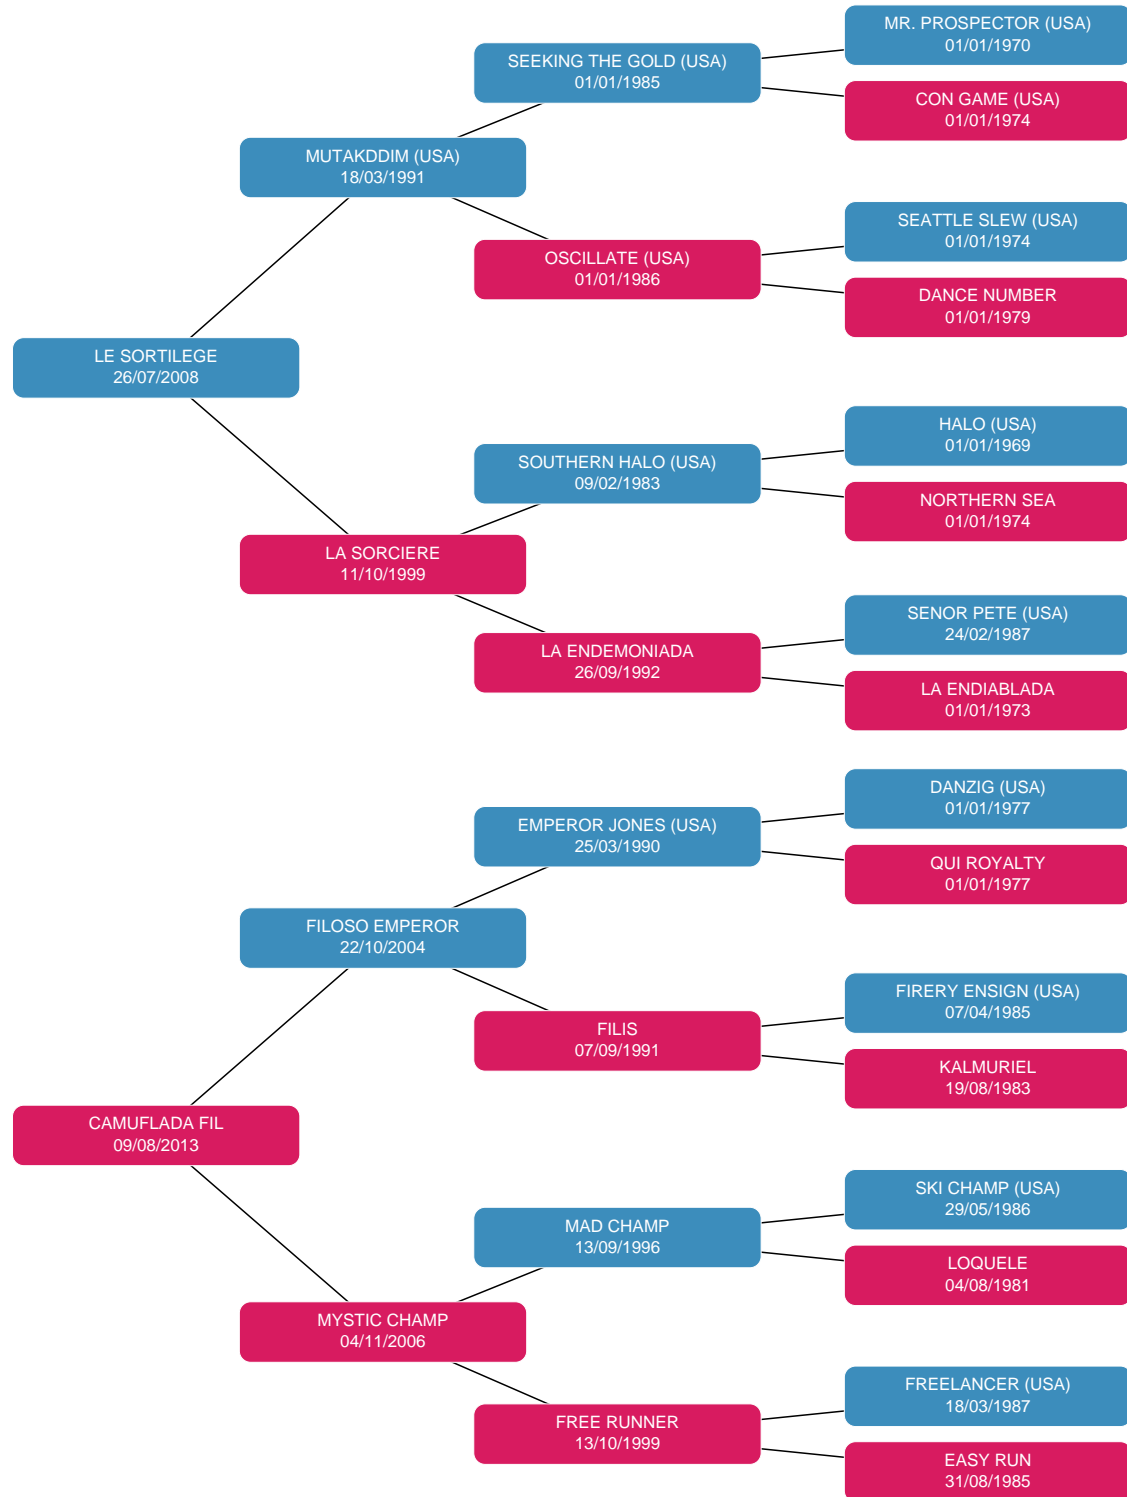 MR. PROSPECTOR (USA)
01/01/1970
SEEKING THE GOLD (USA)
01/01/1985
CON GAME (USA)
01/01/1974
MUTAKDDIM (USA)
18/03/1991
SEATTLE SLEW (USA)
01/01/1974
OSCILLATE (USA)
01/01/1986
DANCE NUMBER
01/01/1979
LE SORTILEGE
26/07/2008
HALO (USA)
01/01/1969
SOUTHERN HALO (USA)
09/02/1983
NORTHERN SEA
01/01/1974
LA SORCIERE
11/10/1999
SENOR PETE (USA)
24/02/1987
LA ENDEMONIADA
26/09/1992
LA ENDIABLADA
01/01/1973
DANZIG (USA)
01/01/1977
EMPEROR JONES (USA)
25/03/1990
QUI ROYALTY
01/01/1977
FILOSO EMPEROR
22/10/2004
FIRERY ENSIGN (USA)
07/04/1985
FILIS
07/09/1991
KALMURIEL
19/08/1983
CAMUFLADA FIL
09/08/2013
SKI CHAMP (USA)
29/05/1986
MAD CHAMP
13/09/1996
LOQUELE
04/08/1981
MYSTIC CHAMP
04/11/2006
FREELANCER (USA)
18/03/1987
FREE RUNNER
13/10/1999
EASY RUN
31/08/1985